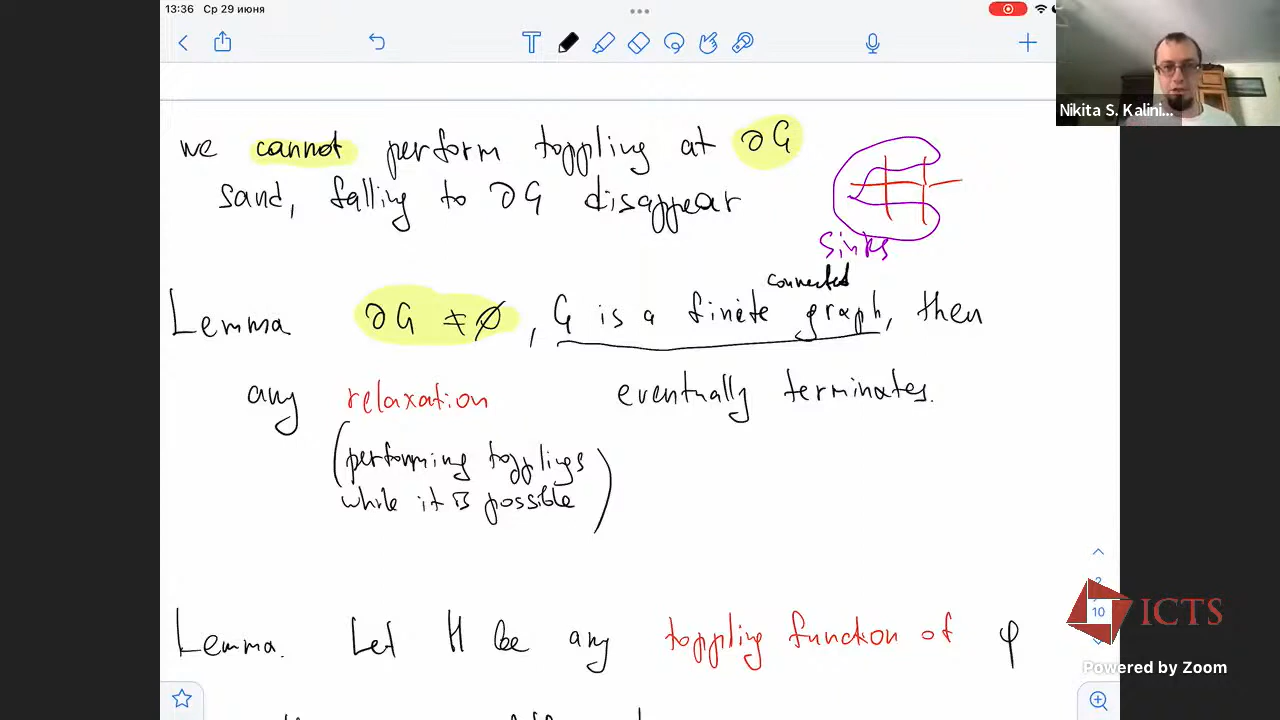 13:36 Ср 29 июня
Nikita S. Kalini...
we cannot perform toppling at ∂G
sand, falling to ∂G disappear
Sinks
connected
Lemma ∂G ≠ ∅, G is a finite graph, then
any relaxation eventually terminates.
(performing topplings
while it is possible)
2
10
ICTS
Lemma. Let H be any toppling function of φ
Powered by Zoom